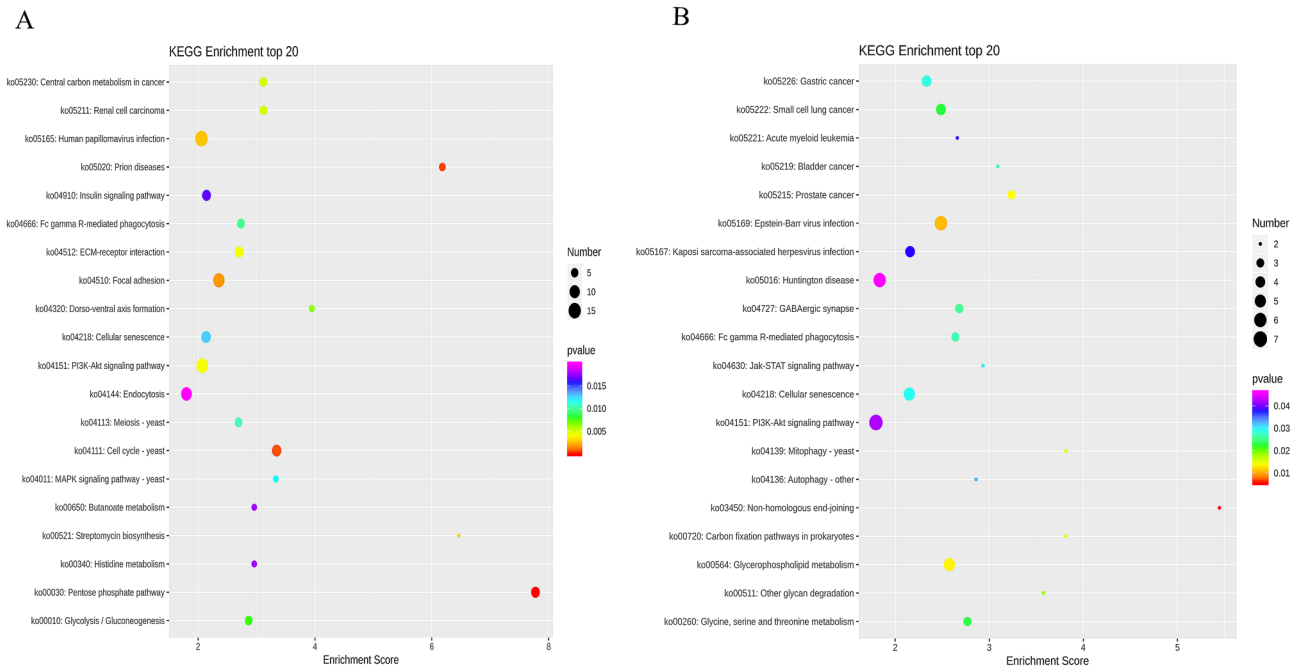 A
KEGG Enrichment top 20
ko05230: Central carbon metabolism in cancer
ko05211: Renal cell carcinoma
ko05165: Human papillomavirus infection
ko05020: Prion diseases
ko04910: Insulin signaling pathway
ko04666: Fc gamma R-mediated phagocytosis
ko04512: ECM-receptor interaction
ko04510: Focal adhesion
ko04320: Dorso-ventral axis formation
ko04218: Cellular senescence
ko04151: PI3K-Akt signaling pathway
ko04144: Endocytosis
ko04113: Meiosis - yeast
ko04111: Cell cycle - yeast
ko04011: MAPK signaling pathway - yeast
ko00650: Butanoate metabolism
ko00521: Streptomycin biosynthesis
ko00340: Histidine metabolism
ko00030: Pentose phosphate pathway
ko00010: Glycolysis / Gluconeogenesis
2 4 6 8
Enrichment Score
Number
5
10
15
pvalue
0.015
0.010
0.005
B
KEGG Enrichment top 20
ko05226: Gastric cancer
ko05222: Small cell lung cancer
ko05221: Acute myeloid leukemia
ko05219: Bladder cancer
ko05215: Prostate cancer
ko05169: Epstein-Barr virus infection
ko05167: Kaposi sarcoma-associated herpesvirus infection
ko05016: Huntington disease
ko04727: GABAergic synapse
ko04666: Fc gamma R-mediated phagocytosis
ko04630: Jak-STAT signaling pathway
ko04218: Cellular senescence
ko04151: PI3K-Akt signaling pathway
ko04139: Mitophagy - yeast
ko04136: Autophagy - other
ko03450: Non-homologous end-joining
ko00720: Carbon fixation pathways in prokaryotes
ko00564: Glycerophospholipid metabolism
ko00511: Other glycan degradation
ko00260: Glycine, serine and threonine metabolism
2 3 4 5
Enrichment Score
Number
2
3
4
5
6
7
pvalue
0.04
0.03
0.02
0.01